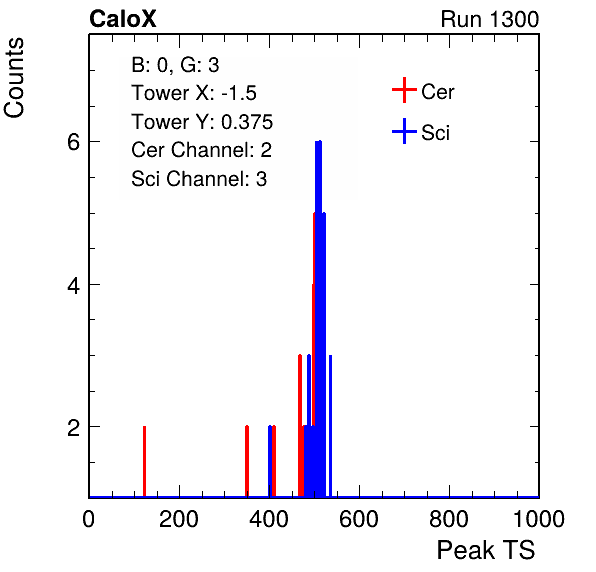 CaloX
Run 1300
Counts
B: 0, G: 3
Tower X: -1.5
Tower Y: 0.375
Cer Channel: 2
Sci Channel: 3
Cer
Sci
6
4
2
0 200 400 600 800 1000
Peak TS